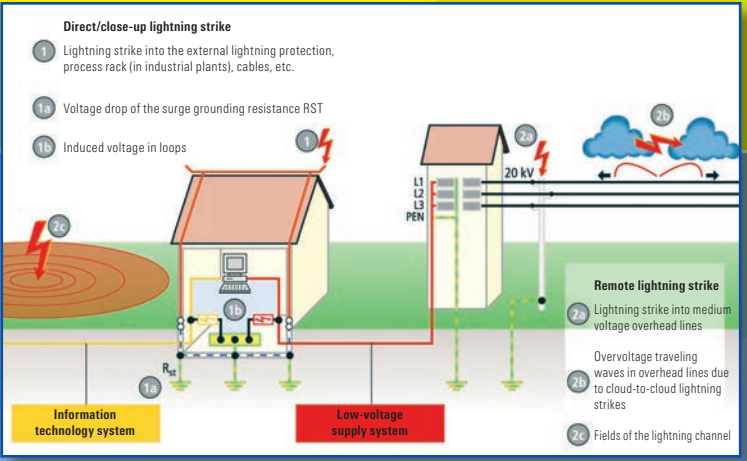 Direct/close-up lightning strike
1 Lightning strike into the external lightning protection,
process rack (in industrial plants), cables, etc.
1a Voltage drop of the surge grounding resistance RST
1b Induced voltage in loops
1
2a
2b
20 kV
L1
L2
L3
PEN
2c
1b
Rst
1a
Information
technology system
Low-voltage
supply system
Remote lightning strike
2a Lightning strike into medium
voltage overhead lines
2b Overvoltage traveling
waves in overhead lines due
to cloud-to-cloud lightning
strikes
2c Fields of the lightning channel